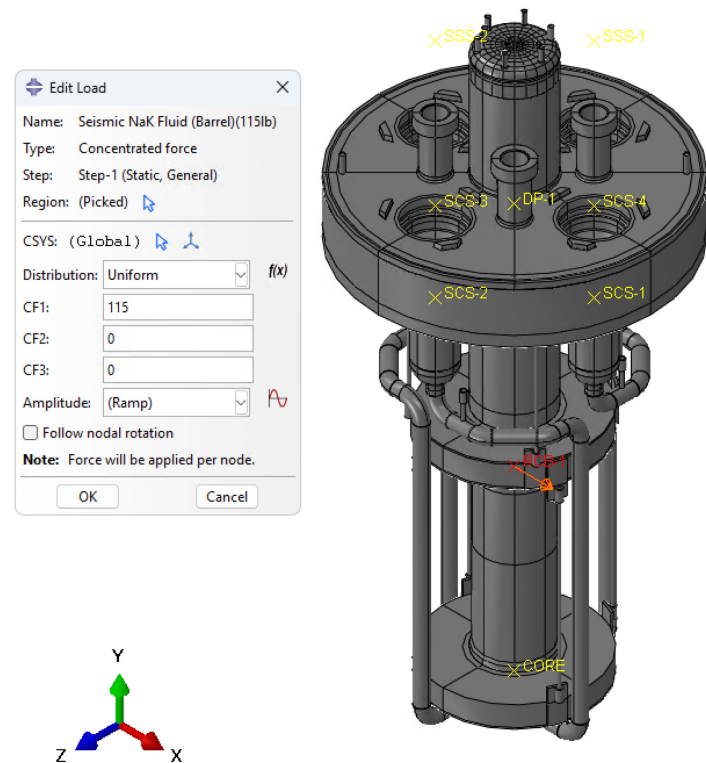 Edit Load
Name: Seismic NaK Fluid (Barrel)(115lb)
Type: Concentrated force
Step: Step-1 (Static, General)
Region: (Picked)
CSYS: (Global)
Distribution: Uniform f(x)
CF1: 115
CF2: 0
CF3: 0
Amplitude: (Ramp)
Follow nodal rotation
Note: Force will be applied per node.
OK Cancel
SSS-2 SSS-1
SCS-3 DP-1 SCS-4
SCS-2 SCS-1
CORE
Y
Z X